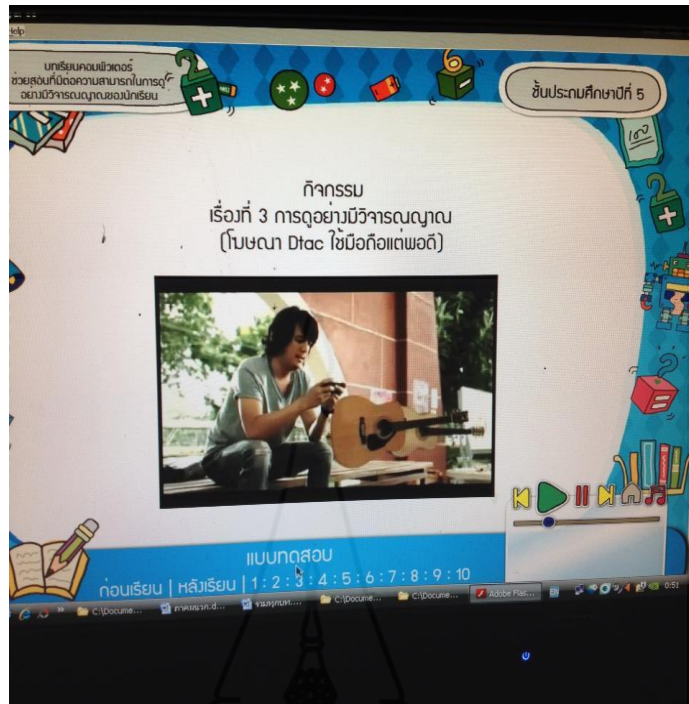 Help
บทเรียนคอมพิวเตอร์
ช่วยสอนที่มีต่อความสามารถในการดู
อย่างมีวิจารณญาณของนักเรียน
ชั้นประถมศึกษาปีที่ 5
100
กิจกรรม
เรื่องที่ 3 การดูอย่างมีวิจารณญาณ
(โฆษณา Dtac ใช้มือถือแต่พอดี)
แบบทดสอบ
ก่อนเรียน | หลังเรียน | 1 : 2 : 3 : 4 : 5 : 6 : 7 : 8 : 9 : 10
C:\Docume... C:\Docume... C:\Docume... Adobe Flas... EN 0:51